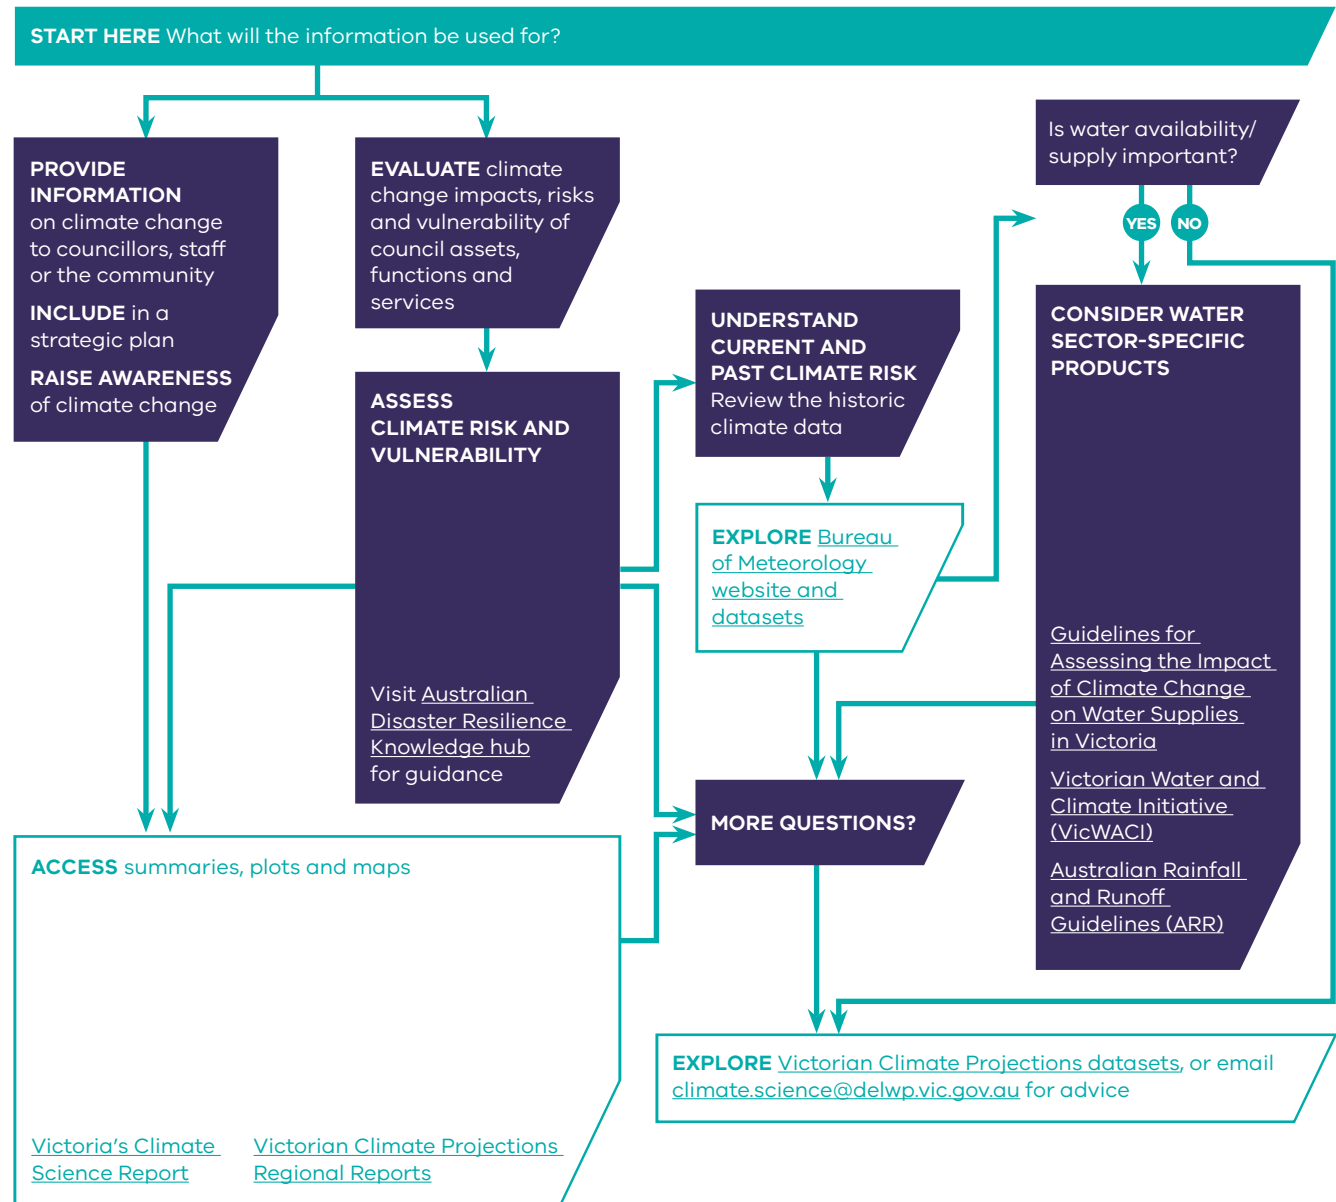 START HERE What will the information be used for?
PROVIDE
INFORMATION
on climate change
to councillors, staff
or the community
INCLUDE in a
strategic plan
RAISE AWARENESS
of climate change
EVALUATE climate
change impacts, risks
and vulnerability of
council assets,
functions and
services
ASSESS
CLIMATE RISK AND
VULNERABILITY
Visit Australian
Disaster Resilience
Knowledge hub
for guidance
UNDERSTAND
CURRENT AND
PAST CLIMATE RISK
Review the historic
climate data
EXPLORE Bureau
of Meteorology
website and
datasets
Is water availability/
supply important?
YES
NO
CONSIDER WATER
SECTOR-SPECIFIC
PRODUCTS
Guidelines for
Assessing the Impact
of Climate Change
on Water Supplies
in Victoria
Victorian Water and
Climate Initiative
(VicWACI)
Australian Rainfall
and Runoff
Guidelines (ARR)
MORE QUESTIONS?
ACCESS summaries, plots and maps
Victoria's Climate
Science Report
Victorian Climate Projections
Regional Reports
EXPLORE Victorian Climate Projections datasets, or email
climate.science@delwp.vic.gov.au for advice